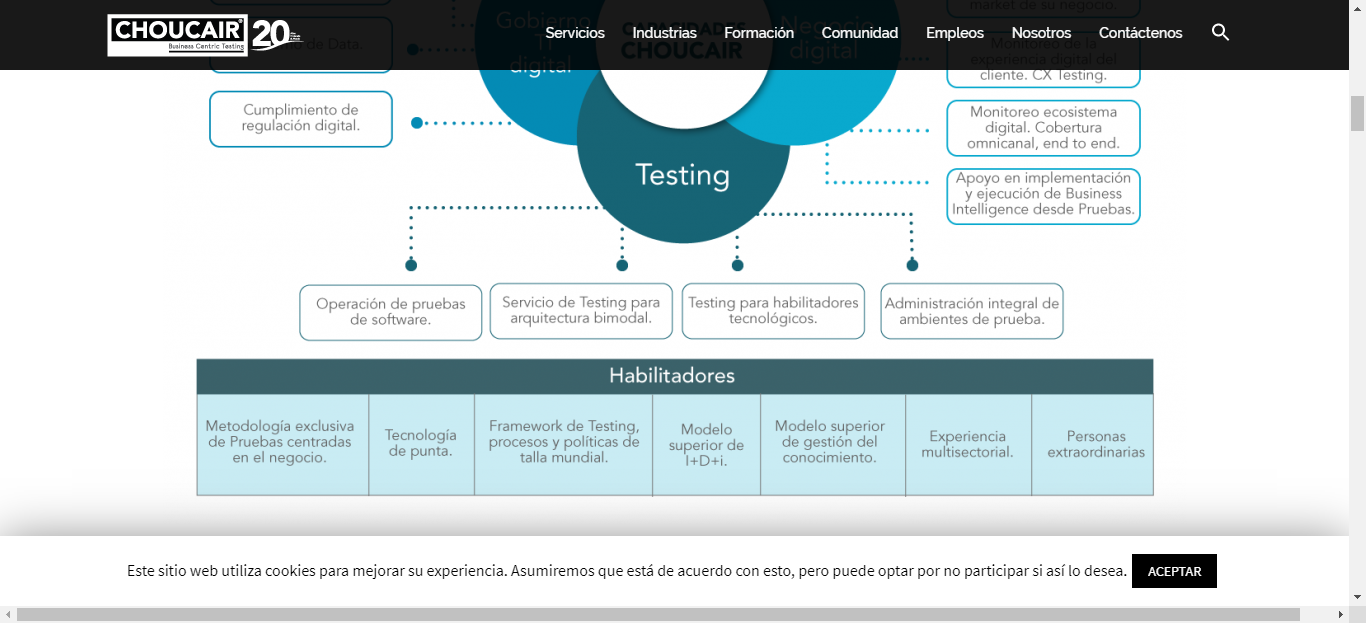 CHOUCAIR
Business Centric Testing
20
Servicios
Industrias
Formación
Comunidad
Empleos
Nosotros
Contáctenos
market de su negocio.
Gobierno
TI
digital
CAPACIDADES
CHOUCAIR
Negocio
digital
de Data.
Monitoreo de la
experiencia digital del
cliente. CX Testing.
Cumplimiento de
regulación digital.
Monitoreo ecosistema
digital. Cobertura
omnicanal, end to end.
Testing
Apoyo en implementación
y ejecución de Business
Intelligence desde Pruebas.
Operación de pruebas
de software.
Servicio de Testing para
arquitectura bimodal.
Testing para habilitadores
tecnológicos.
Administración integral de
ambientes de prueba.
Habilitadores
Metodología exclusiva
de Pruebas centradas
en el negocio.
Tecnología
de punta.
Framework de Testing,
procesos y políticas de
talla mundial.
Modelo
superior de
I+D+i.
Modelo superior
de gestión del
conocimiento.
Experiencia
multisectorial.
Personas
extraordinarias
Este sitio web utiliza cookies para mejorar su experiencia. Asumiremos que está de acuerdo con esto, pero puede optar por no participar si así lo desea.
ACEPTAR